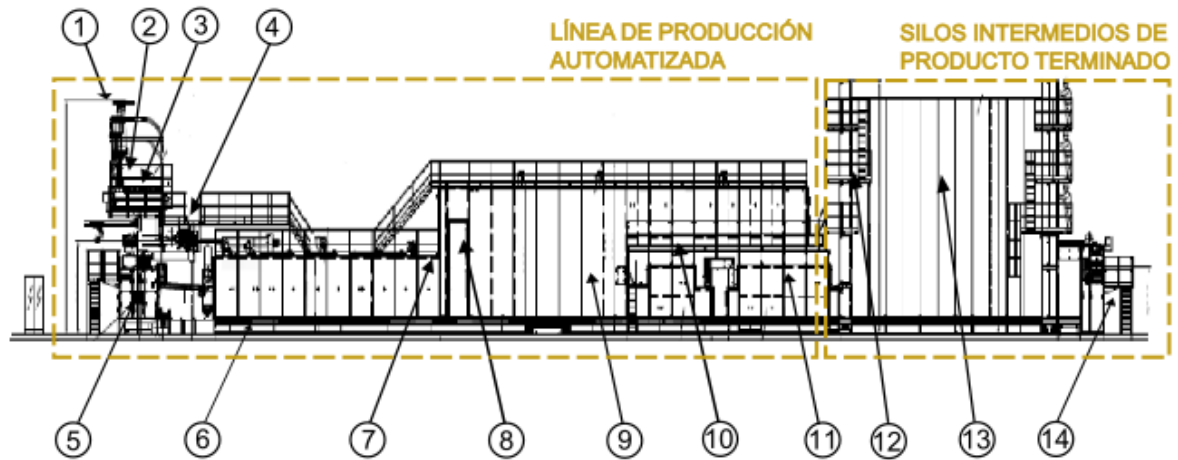 1 2 3 4
LÍNEA DE PRODUCCIÓN
AUTOMATIZADA
SILOS INTERMEDIOS DE
PRODUCTO TERMINADO
5 6 7 8 9 10 11 12 13 14